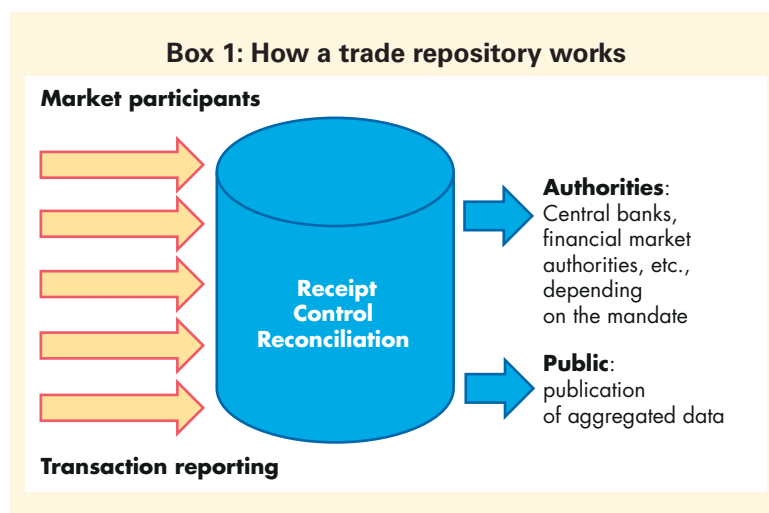 Box 1: How a trade repository works
Market participants
Receipt
Control
Reconciliation
Authorities:
Central banks,
financial market
authorities, etc.,
depending
on the mandate
Public:
publication
of aggregated data
Transaction reporting